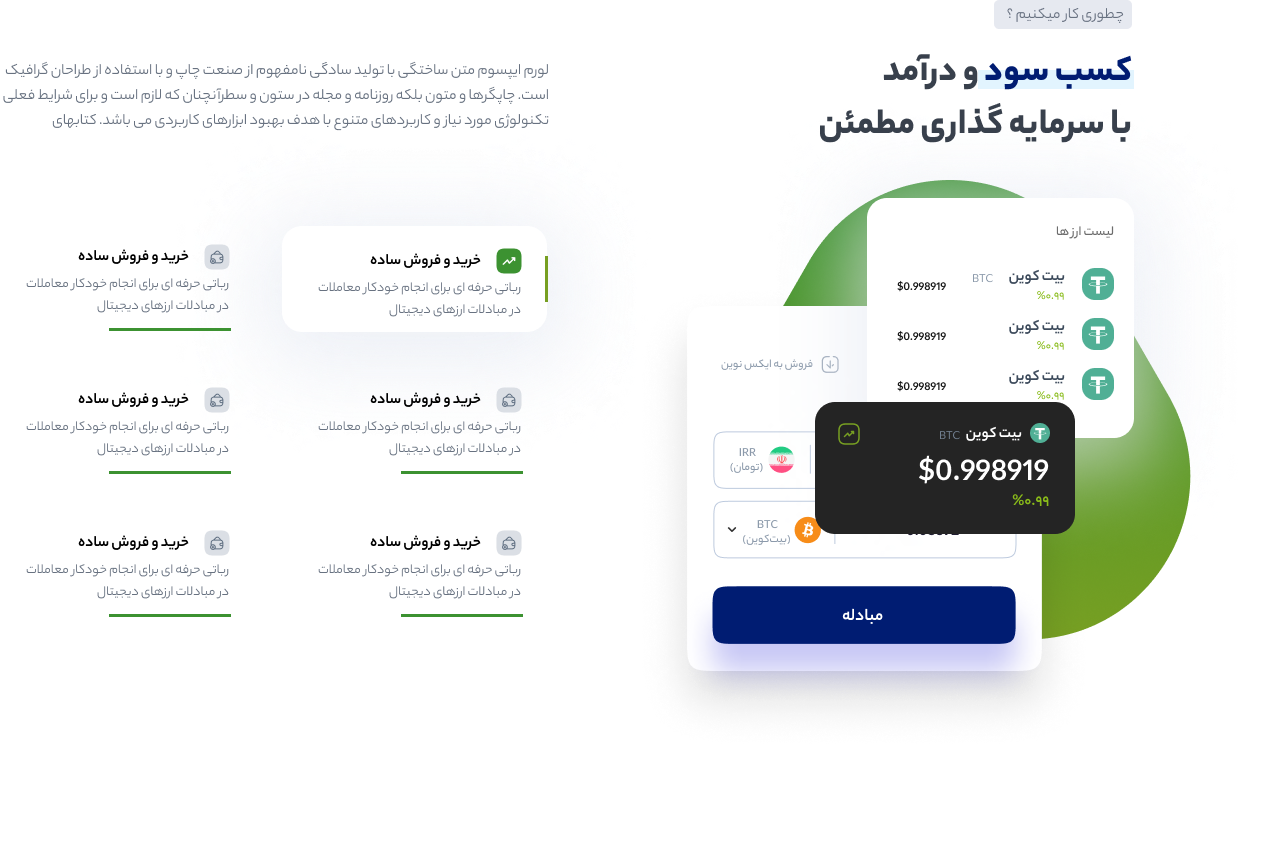 چطوری کار میکنیم ؟
کسب سود و درآمد
با سرمایه گذاری مطمئن
لورم ایپسوم متن ساختگی با تولید سادگی نامفهوم از صنعت چاپ و با استفاده از طراحان گرافیک
است. چاپگرها و متون بلکه روزنامه و مجله در ستون و سطرآنچنان که لازم است و برای شرایط فعلی
تکنولوژی مورد نیاز و کاربردهای متنوع با هدف بهبود ابزارهای کاربردی می باشد. کتابهای
لیست ارز ها
بیت کوین BTC
%۰.۹۹
$0.998919
بیت کوین
%۰.۹۹
$0.998919
بیت کوین
%۰.۹۹
$0.998919
بیت کوین BTC
$0.998919
%۰.۹۹
فروش به ایکس نوین
IRR
(تومان)
BTC
(بیت‌کوین)
مبادله
خرید و فروش ساده
رباتی حرفه ای برای انجام خودکار معاملات
در مبادلات ارزهای دیجیتال
خرید و فروش ساده
رباتی حرفه ای برای انجام خودکار معاملات
در مبادلات ارزهای دیجیتال
خرید و فروش ساده
رباتی حرفه ای برای انجام خودکار معاملات
در مبادلات ارزهای دیجیتال
خرید و فروش ساده
رباتی حرفه ای برای انجام خودکار معاملات
در مبادلات ارزهای دیجیتال
خرید و فروش ساده
رباتی حرفه ای برای انجام خودکار معاملات
در مبادلات ارزهای دیجیتال
خرید و فروش ساده
رباتی حرفه ای برای انجام خودکار معاملات
در مبادلات ارزهای دیجیتال